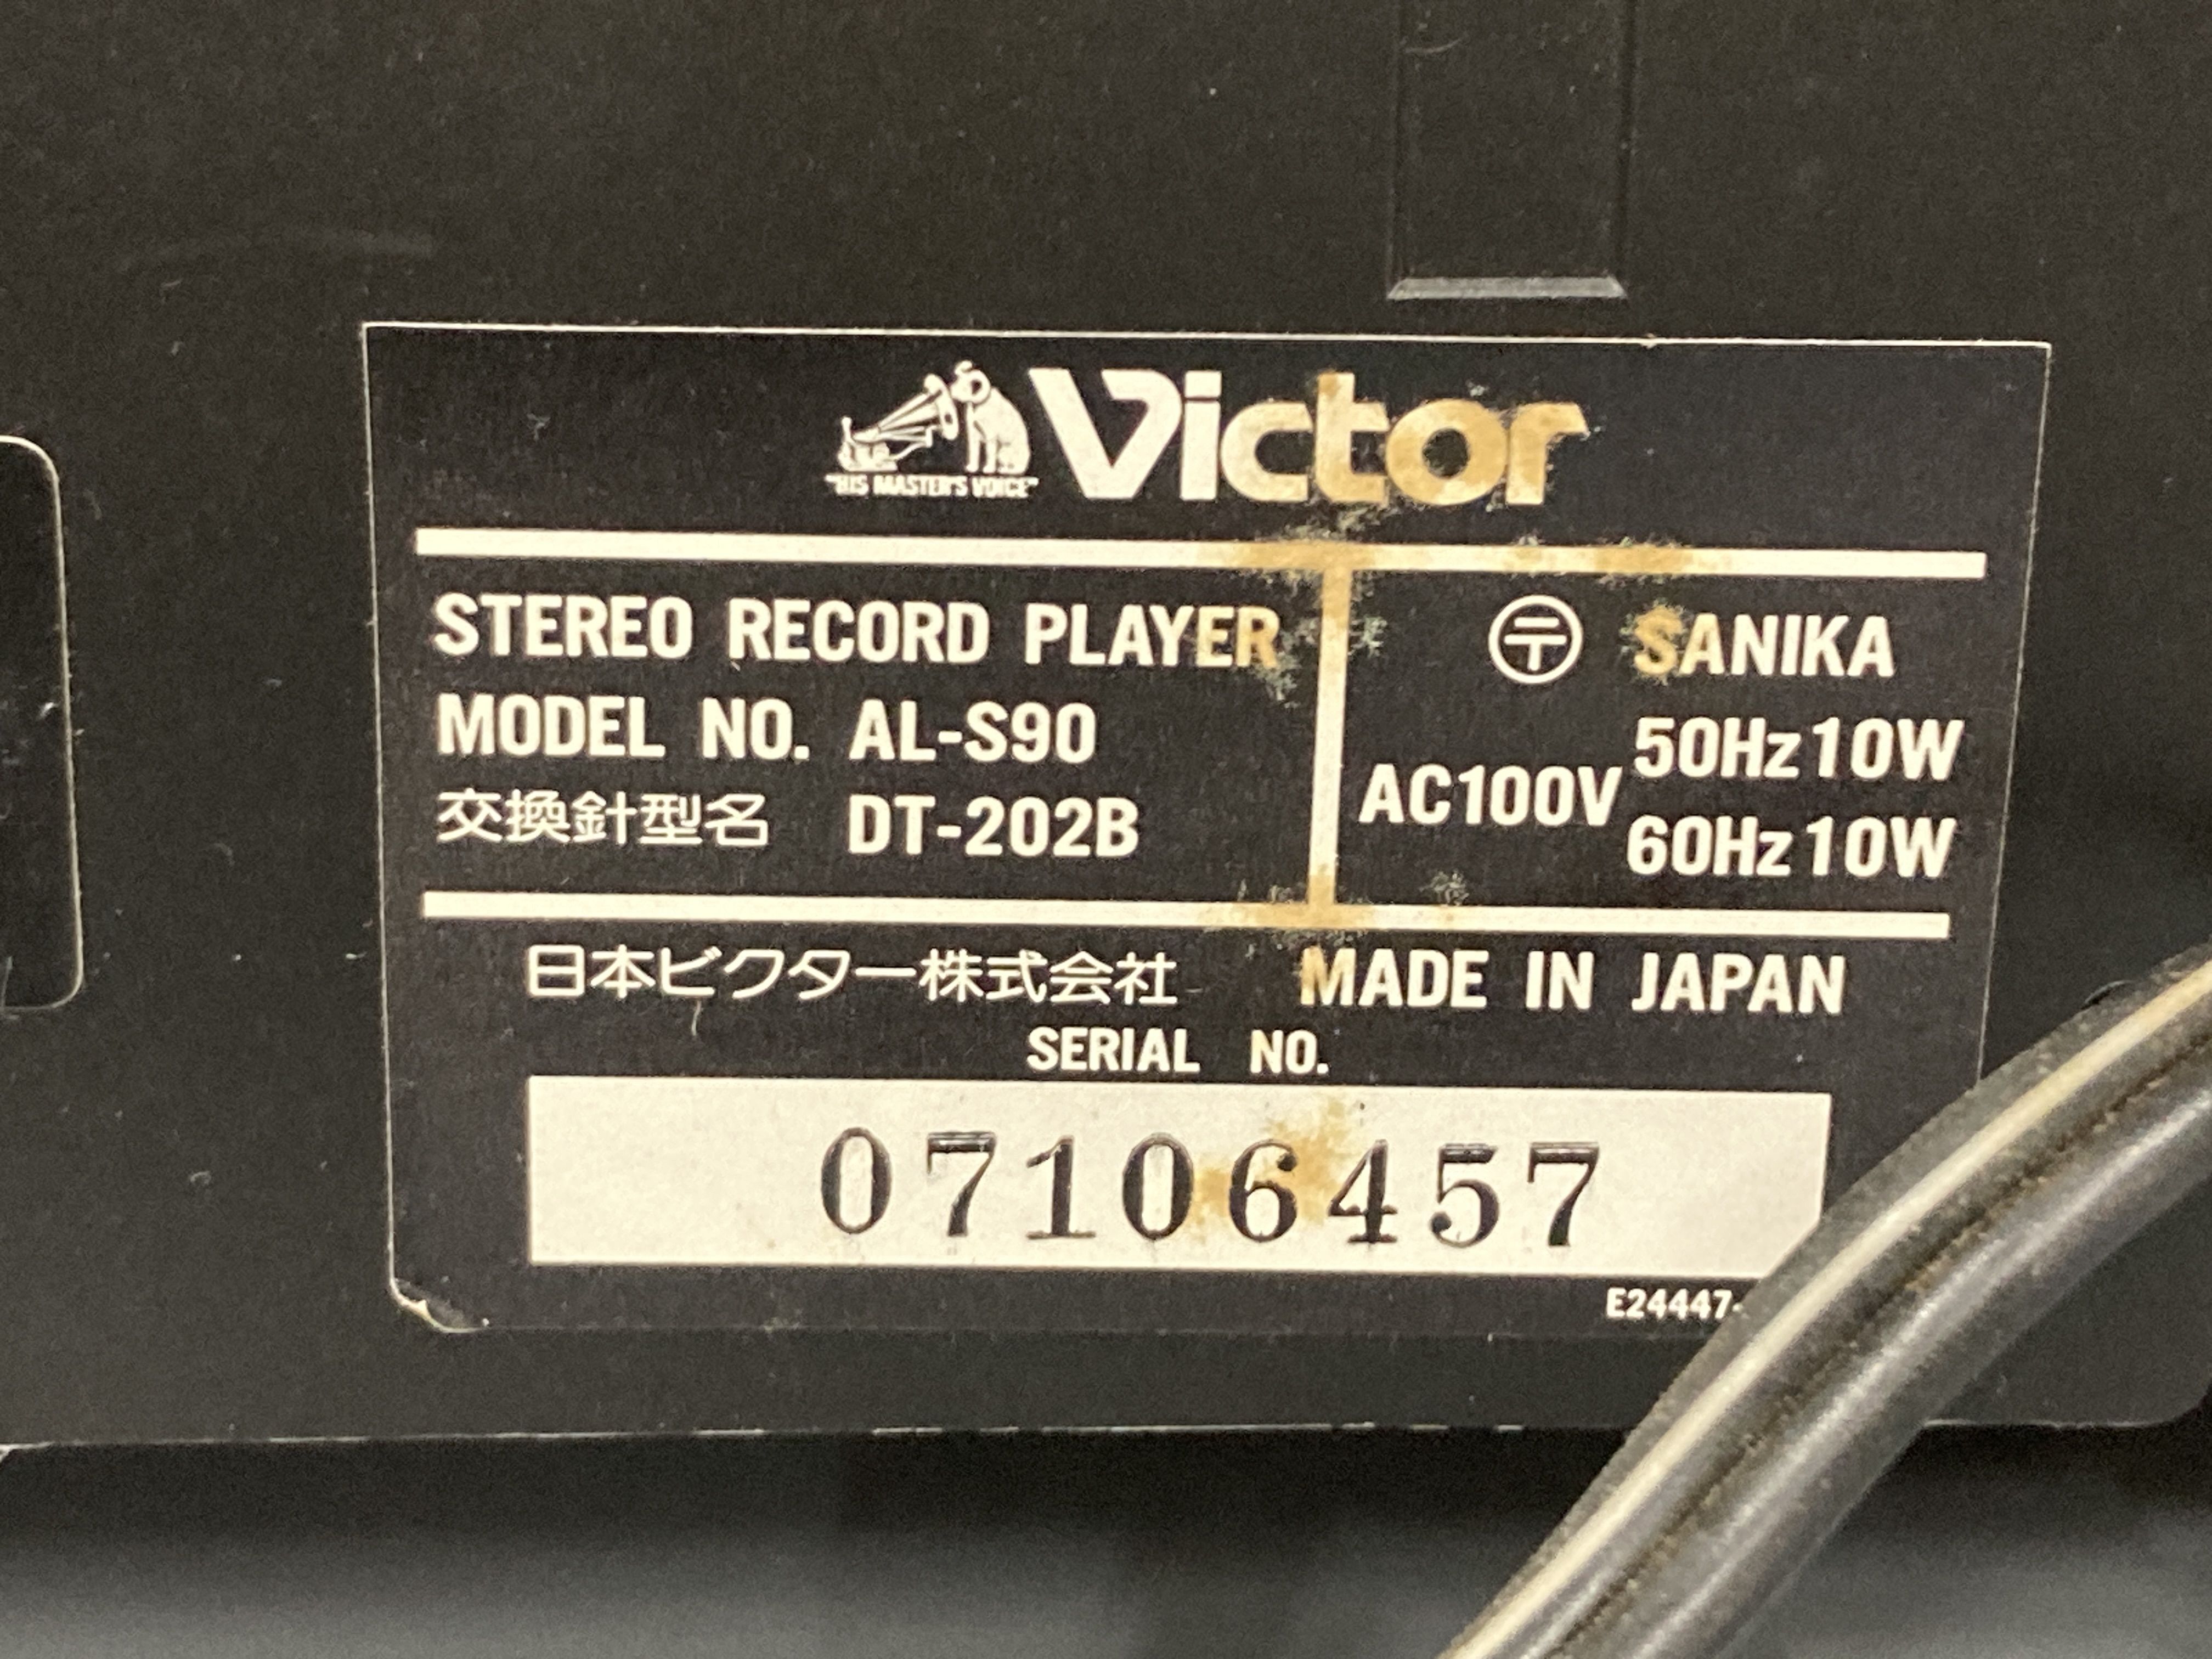 Victor
"HIS MASTER'S VOICE"
STEREO RECORD PLAYER
MODEL NO. AL-S90
交換針型名 DT-202B
〒 SANIKA
AC100V 50Hz 10W
60Hz 10W
日本ビクター株式会社 MADE IN JAPAN
SERIAL NO.
07106457
E24447-